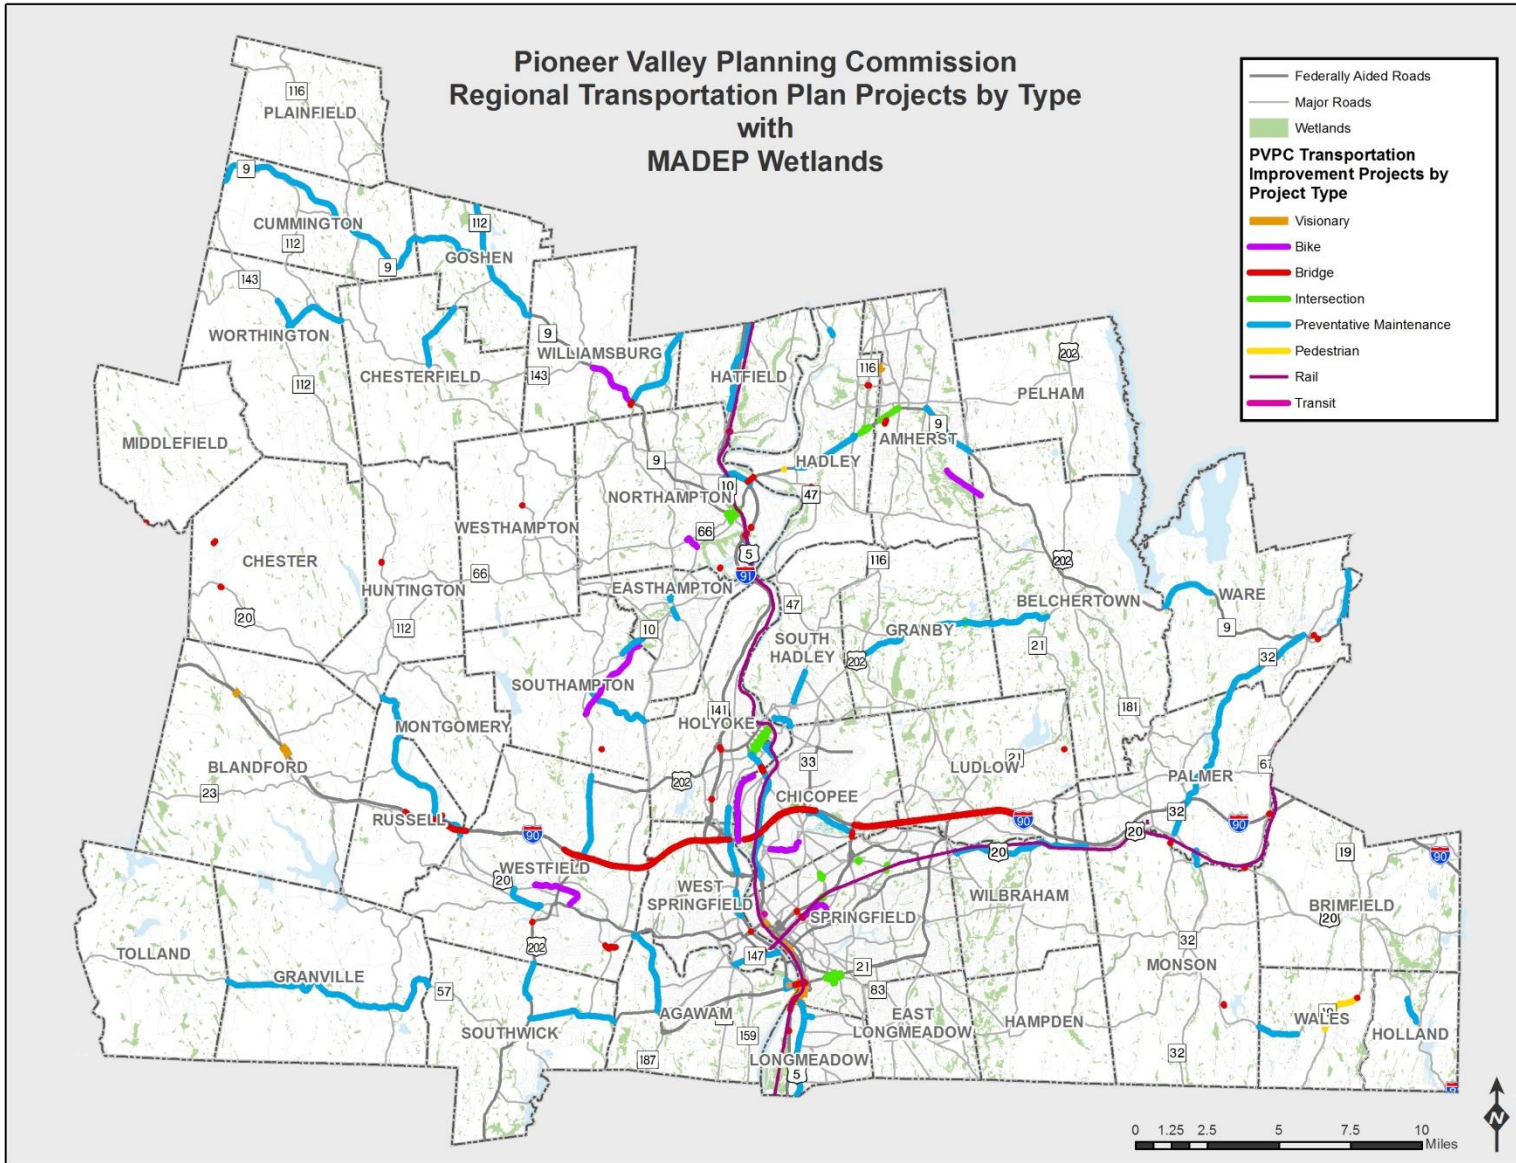 Pioneer Valley Planning Commission
Regional Transportation Plan Projects by Type
with
MADEP Wetlands
Federally Aided Roads
Major Roads
Wetlands
PVPC Transportation
Improvement Projects by
Project Type
Visionary
Bike
Bridge
Intersection
Preventative Maintenance
Pedestrian
Rail
Transit
116
PLAINFIELD
9
CUMMINGTON
112
112
GOSHEN
9
143
WORTHINGTON
9
WILLIAMSBURG
116
202
CHESTERFIELD
143
HATFIELD
112
PELHAM
MIDDLEFIELD
9
AMHERST
9
HADLEY
10
47
NORTHAMPTON
WESTHAMPTON
66
5
116
202
CHESTER
66
91
HUNTINGTON
EASTHAMPTON
WARE
BELCHERTOWN
47
20
112
10
SOUTH
HADLEY
GRANBY
9
21
32
202
SOUTHAMPTON
141
181
MONTGOMERY
HOLYOKE
BLANDFORD
202
33
LUDLOW
21
67
PALMER
23
CHICOPEE
RUSSELL
90
90
32
90
20
20
19
90
WESTFIELD
20
WEST
SPRINGFIELD
WILBRAHAM
BRIMFIELD
SPRINGFIELD
20
202
32
TOLLAND
147
GRANVILLE
21
MONSON
57
83
AGAWAM
EAST
LONGMEADOW
HAMPDEN
19
WALES
HOLLAND
SOUTHWICK
159
187
LONGMEADOW
32
5
0 1.25 2.5 5 7.5 10
Miles
N